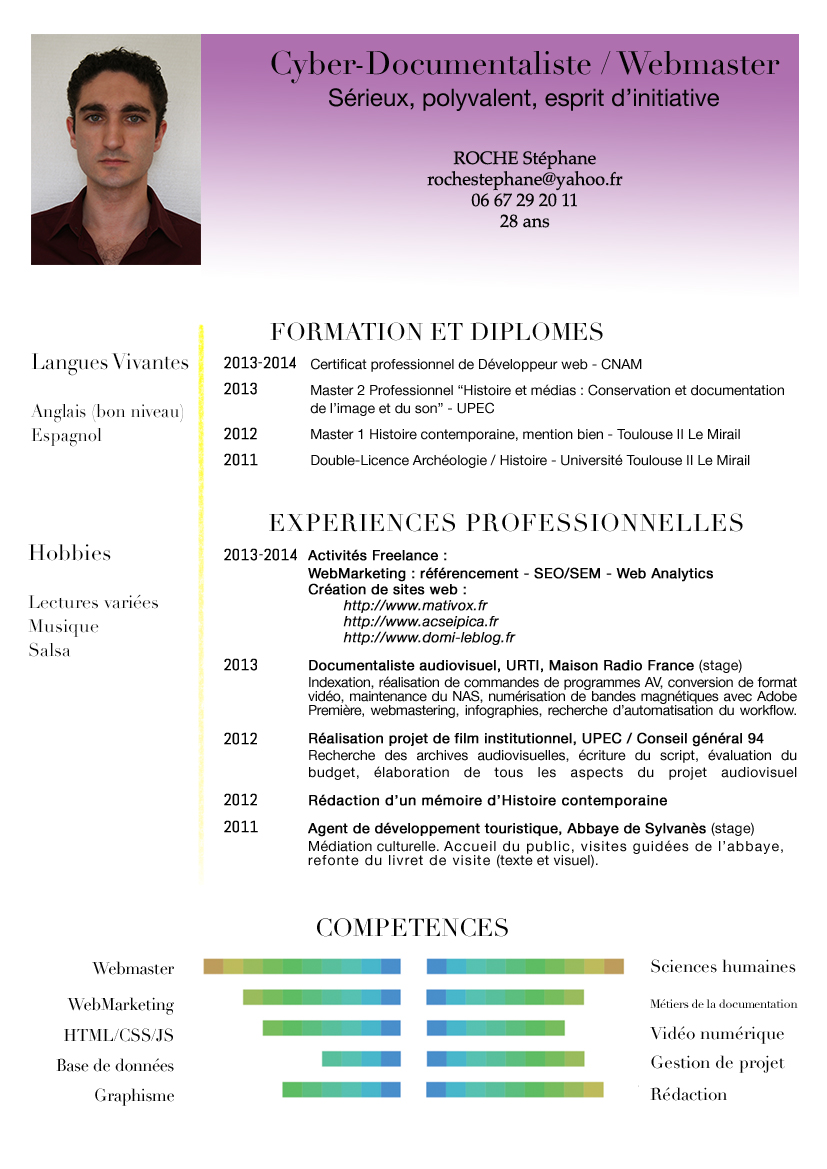 Cyber-Documentaliste / Webmaster
Sérieux, polyvalent, esprit d’initiative
ROCHE Stéphane
rochestephane@yahoo.fr
06 67 29 20 11
28 ans
Langues Vivantes
Anglais (bon niveau)
Espagnol
Hobbies
Lectures variées
Musique
Salsa
FORMATION ET DIPLOMES
2013-2014 Certificat professionnel de Développeur web - CNAM
2013 Master 2 Professionnel “Histoire et médias : Conservation et documentation
de l’image et du son” - UPEC
2012 Master 1 Histoire contemporaine, mention bien - Toulouse II Le Mirail
2011 Double-Licence Archéologie / Histoire - Université Toulouse II Le Mirail
EXPERIENCES PROFESSIONNELLES
2013-2014 Activités Freelance :
WebMarketing : référencement - SEO/SEM - Web Analytics
Création de sites web :
http://www.mativox.fr
http://www.acseipica.fr
http://www.domi-leblog.fr
2013 Documentaliste audiovisuel, URTI, Maison Radio France (stage)
Indexation, réalisation de commandes de programmes AV, conversion de format
vidéo, maintenance du NAS, numérisation de bandes magnétiques avec Adobe
Première, webmastering, infographies, recherche d’automatisation du workflow.
2012 Réalisation projet de film institutionnel, UPEC / Conseil général 94
Recherche des archives audiovisuelles, écriture du script, évaluation du
budget, élaboration de tous les aspects du projet audiovisuel
2012 Rédaction d’un mémoire d’Histoire contemporaine
2011 Agent de développement touristique, Abbaye de Sylvanès (stage)
Médiation culturelle. Accueil du public, visites guidées de l’abbaye,
refonte du livret de visite (texte et visuel).
COMPETENCES
Webmaster
WebMarketing
HTML/CSS/JS
Base de données
Graphisme
Sciences humaines
Métiers de la documentation
Vidéo numérique
Gestion de projet
Rédaction